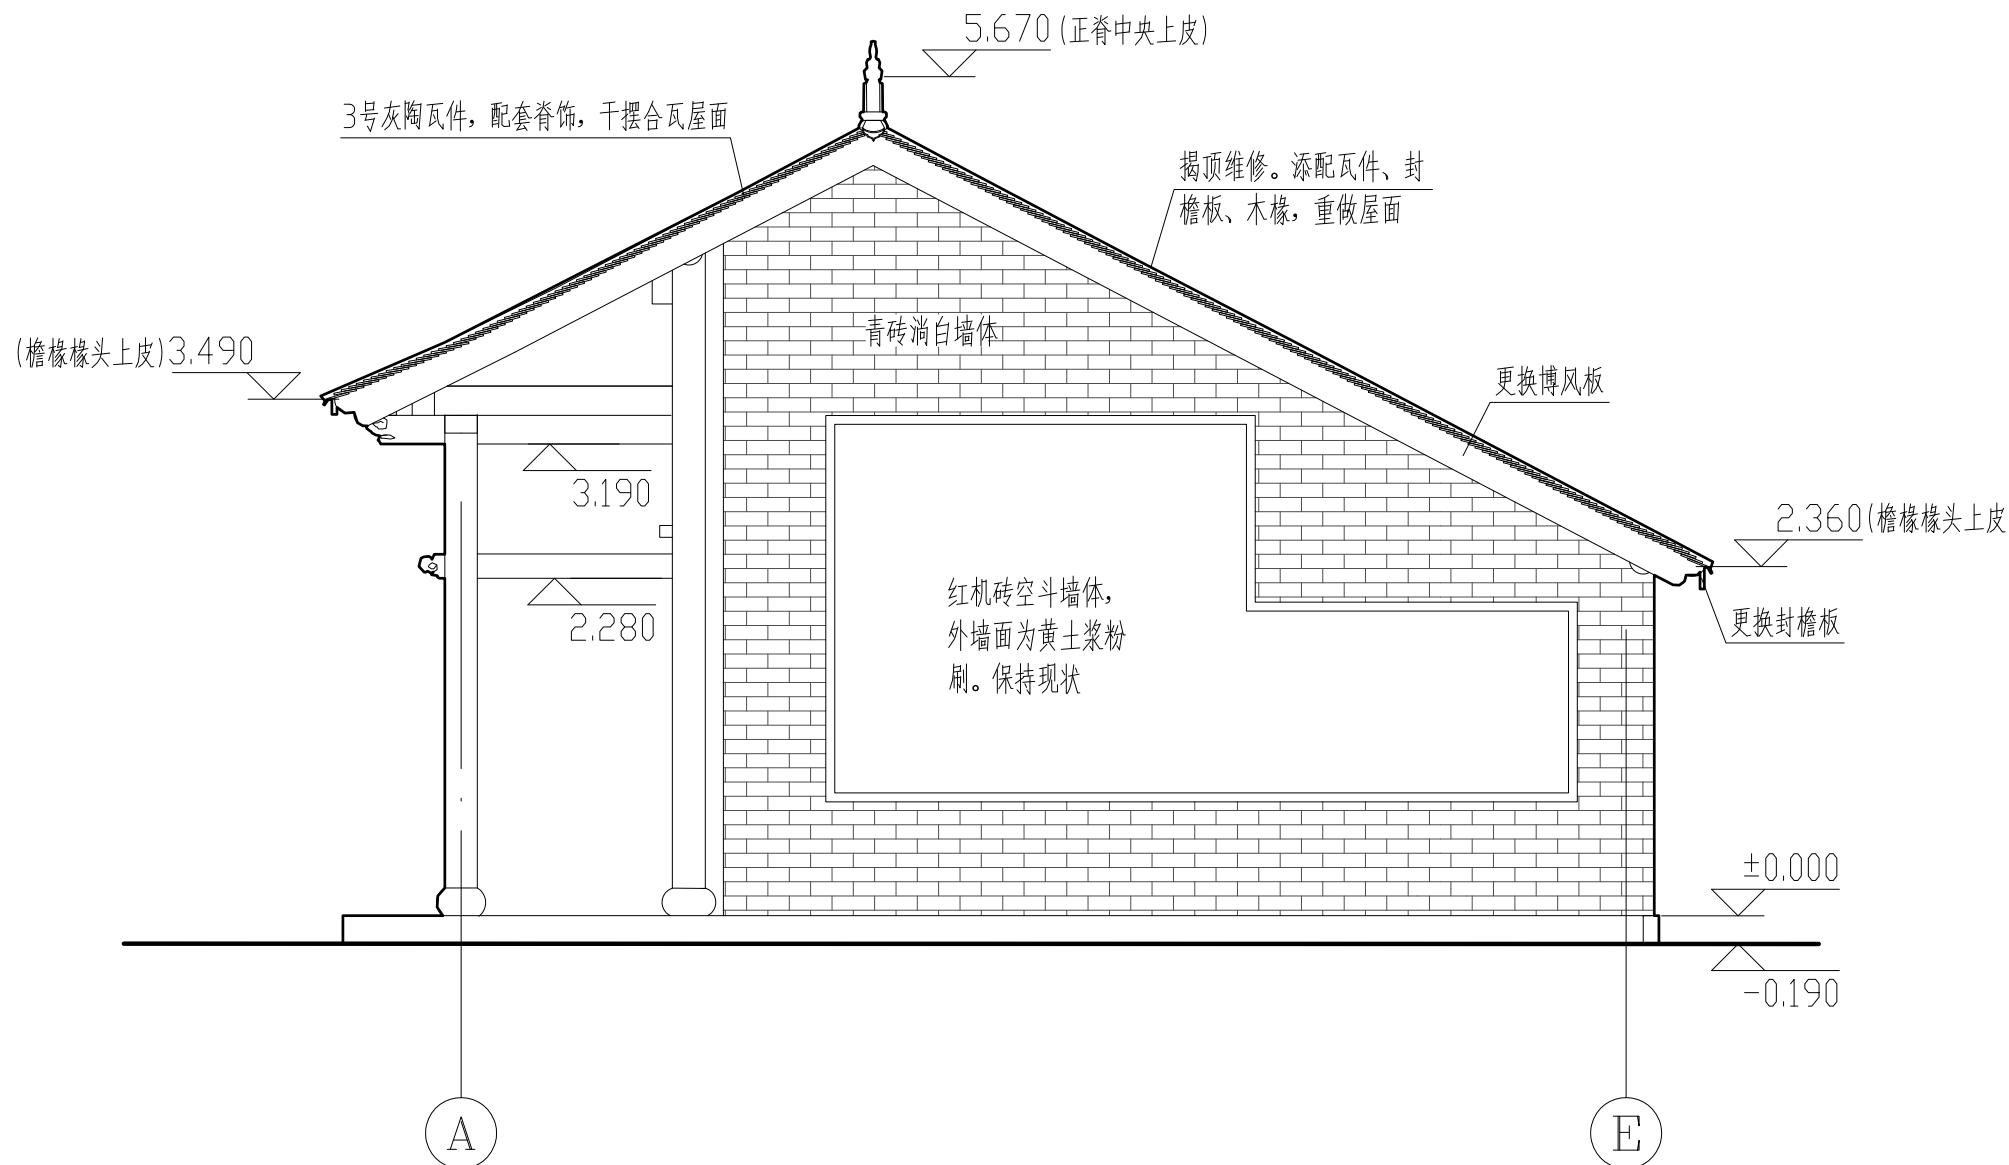 5.670(正脊中央上皮)
3号灰陶瓦件，配套脊饰，干摆合瓦屋面
揭顶维修。添配瓦件、封
檐板、木椽，重做屋面
青砖淌白墙体
(檐椽椽头上皮)3.490
更换博风板
3.190
2.360(檐椽椽头上皮
红机砖空斗墙体，
外墙面为黄土浆粉
刷。保持现状
2.280
更换封檐板
±0.000
-0.190
A
E